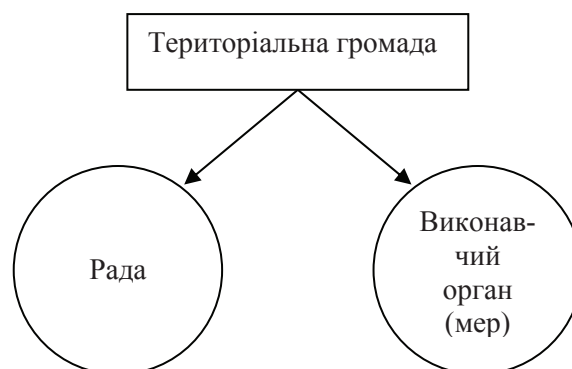 Територіальна громада
Рада
Виконав-
чий
орган
(мер)